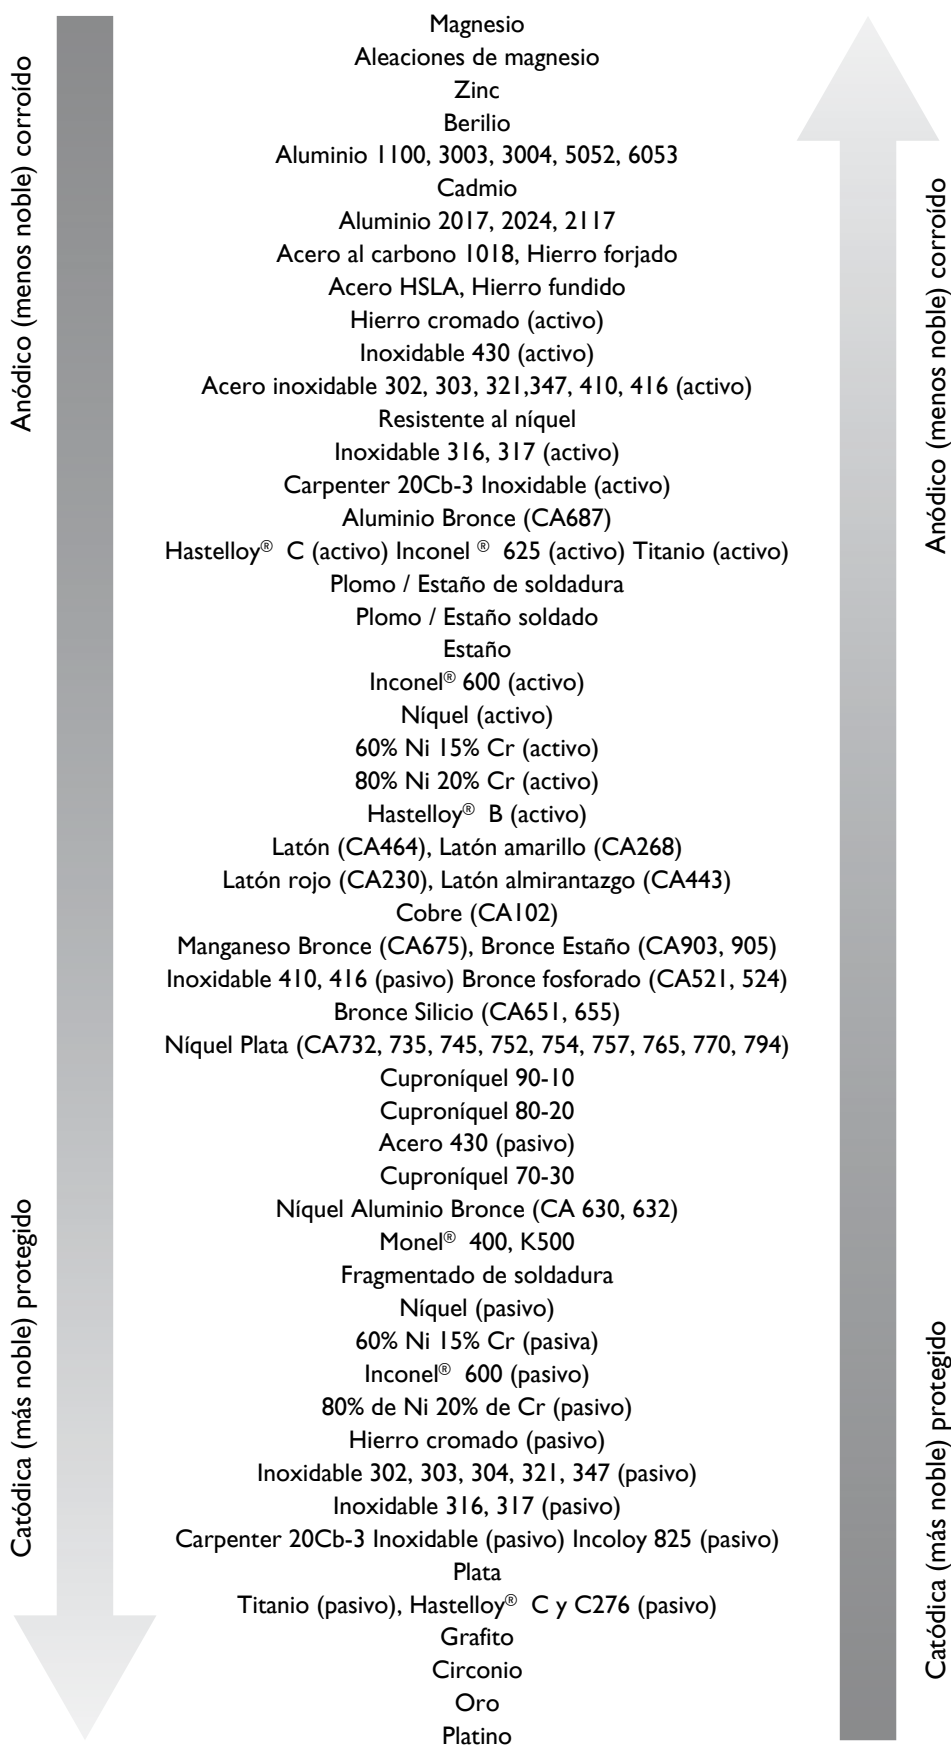 Anódico (menos noble) corroído
Catódica (más noble) protegido
Magnesio
Aleaciones de magnesio
Zinc
Berilio
Aluminio 1100, 3003, 3004, 5052, 6053
Cadmio
Aluminio 2017, 2024, 2117
Acero al carbono 1018, Hierro forjado
Acero HSLA, Hierro fundido
Hierro cromado (activo)
Inoxidable 430 (activo)
Acero inoxidable 302, 303, 321,347, 410, 416 (activo)
Resistente al níquel
Inoxidable 316, 317 (activo)
Carpenter 20Cb-3 Inoxidable (activo)
Aluminio Bronce (CA687)
Hastelloy® C (activo) Inconel ® 625 (activo) Titanio (activo)
Plomo / Estaño de soldadura
Plomo / Estaño soldado
Estaño
Inconel® 600 (activo)
Níquel (activo)
60% Ni 15% Cr (activo)
80% Ni 20% Cr (activo)
Hastelloy® B (activo)
Latón (CA464), Latón amarillo (CA268)
Latón rojo (CA230), Latón almirantazgo (CA443)
Cobre (CA102)
Manganeso Bronce (CA675), Bronce Estaño (CA903, 905)
Inoxidable 410, 416 (pasivo) Bronce fosforado (CA521, 524)
Bronce Silicio (CA651, 655)
Níquel Plata (CA732, 735, 745, 752, 754, 757, 765, 770, 794)
Cuproníquel 90-10
Cuproníquel 80-20
Acero 430 (pasivo)
Cuproníquel 70-30
Níquel Aluminio Bronce (CA 630, 632)
Monel® 400, K500
Fragmentado de soldadura
Níquel (pasivo)
60% Ni 15% Cr (pasiva)
Inconel® 600 (pasivo)
80% de Ni 20% de Cr (pasivo)
Hierro cromado (pasivo)
Inoxidable 302, 303, 304, 321, 347 (pasivo)
Inoxidable 316, 317 (pasivo)
Carpenter 20Cb-3 Inoxidable (pasivo) Incoloy 825 (pasivo)
Plata
Titanio (pasivo), Hastelloy® C y C276 (pasivo)
Grafito
Circonio
Oro
Platino
Anódico (menos noble) corroído
Catódica (más noble) protegido